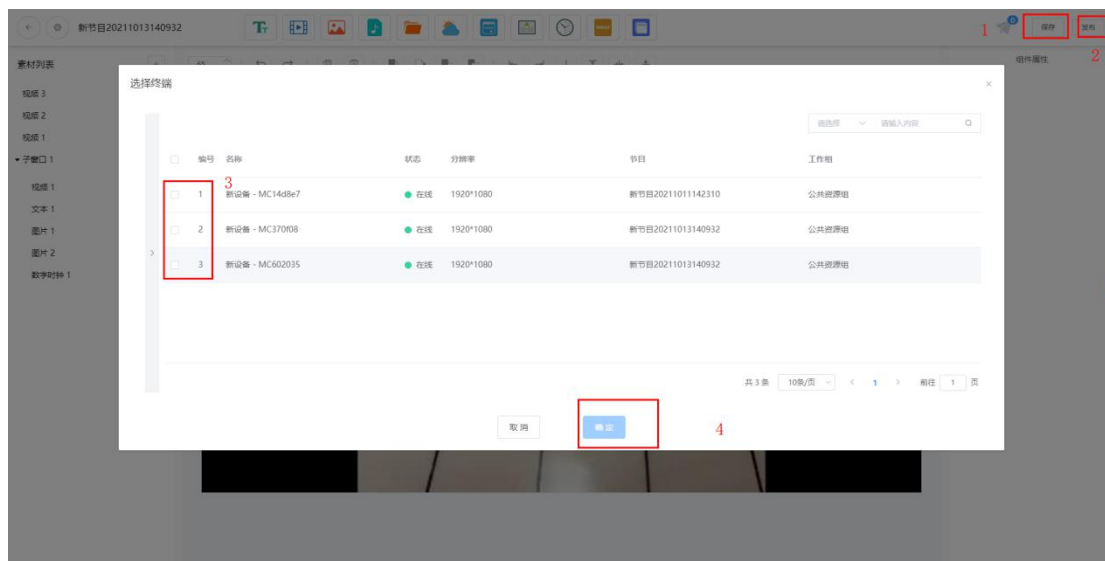 新节目20211013140932
Tт
1
0
保存
发布
2
素材列表
组件属性
视频 3
视频 2
视频 1
子窗口 1
视频 1
文本 1
图片 1
图片 2
数字时钟 1
选择终端
×
请选择
请输入内容
编号 名称 状态 分辨率 节目 工作组
3
1 新设备 - MC14d8e7 在线 1920*1080 新节目20211011142310 公共资源组
2 新设备 - MC370f08 在线 1920*1080 新节目20211013140932 公共资源组
3 新设备 - MC602035 在线 1920*1080 新节目20211013140932 公共资源组
共 3 条 10条/页 < 1 > 前往 1 页
取消 确定 4